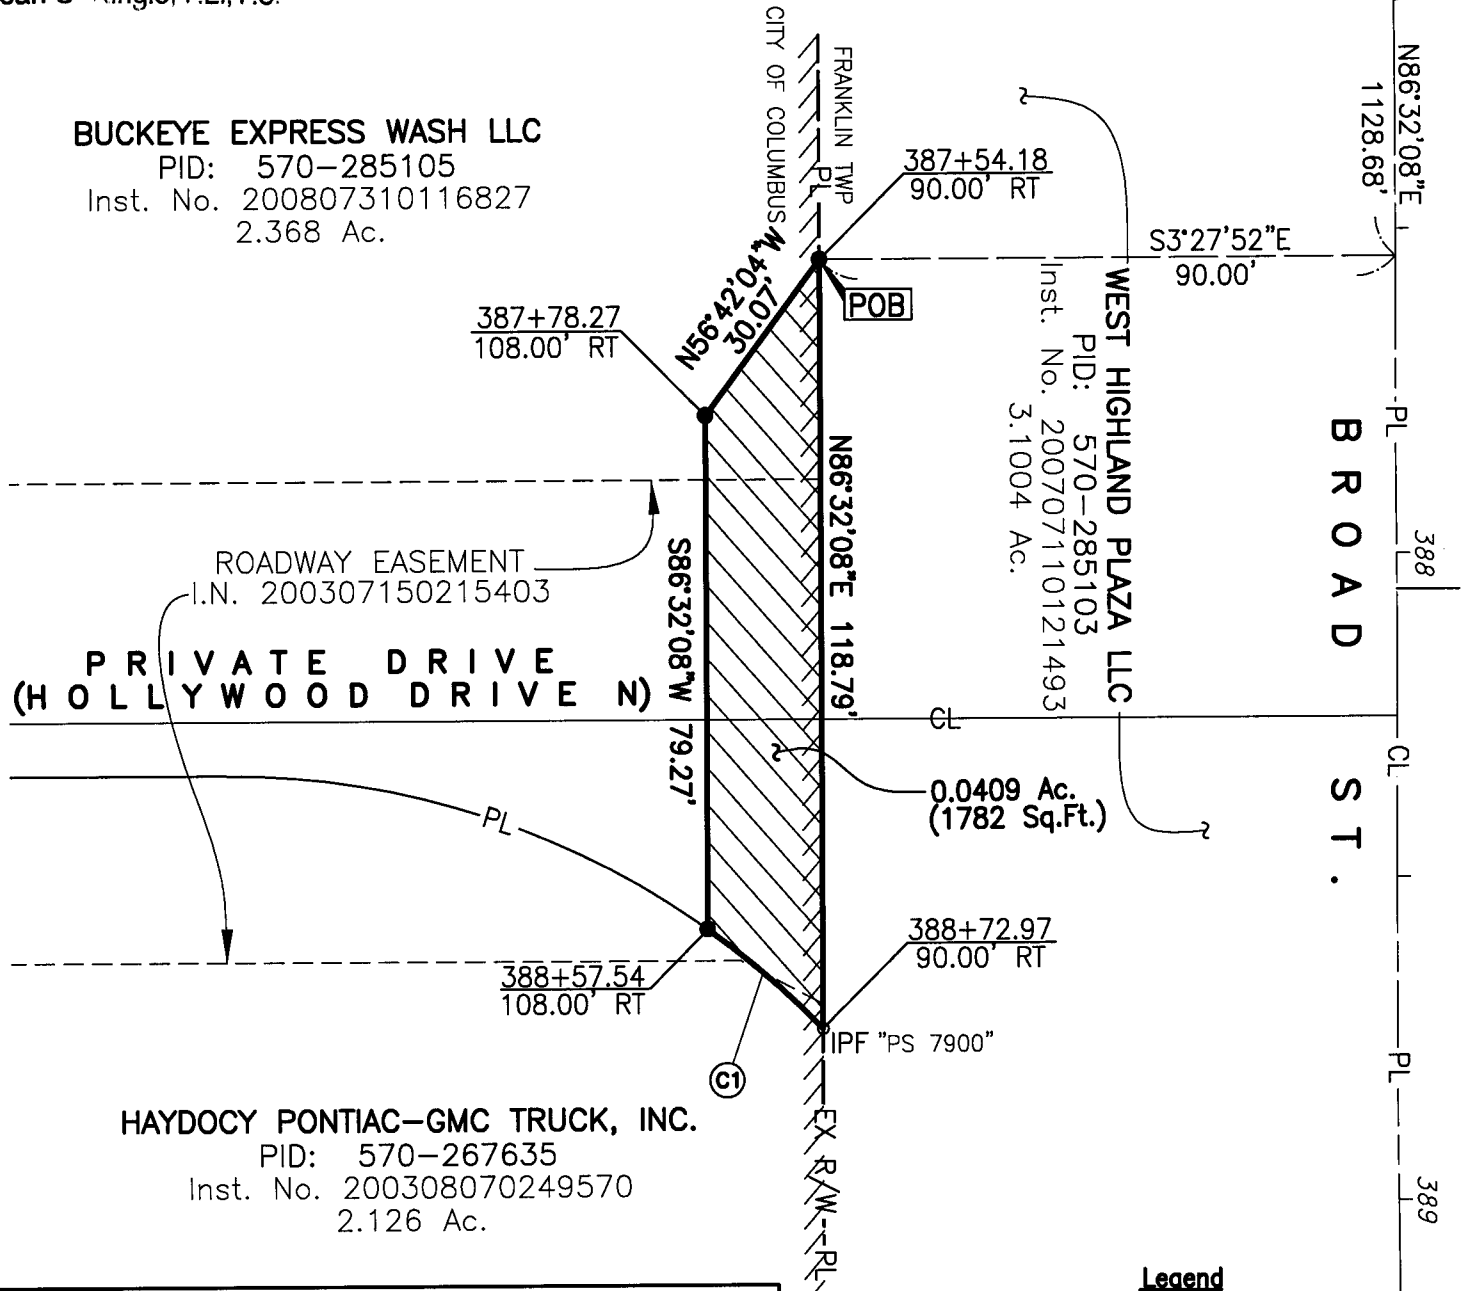 BUCKEYE EXPRESS WASH LLC
PID: 570-285105
Inst. No. 200807310116827
2.368 Ac.
CITY OF COLUMBUS
FRANKLIN TWP
PL
387+54.18
90.00' RT
N86°32'08"E
1128.68'
S3°27'52"E
90.00'
POB
N56°42'04"W
30.07'
387+78.27
108.00' RT
WEST HIGHLAND PLAZA LLC
PID: 570-285103
Inst. No. 200707110121493
3.1004 Ac.
PL
BROAD ST.
388
N86°32'08"E 118.79'
S86°32'08"W 79.27'
ROADWAY EASEMENT
I.N. 200307150215403
PRIVATE DRIVE
(HOLLYWOOD DRIVE N)
CL
CL
0.0409 Ac.
(1782 Sq.Ft.)
PL
388+57.54
108.00' RT
388+72.97
90.00' RT
IPF "PS 7900"
C1
PL
389
HAYDOCY PONTIAC-GMC TRUCK, INC.
PID: 570-267635
Inst. No. 200308070249570
2.126 Ac.
EX R/W--PL
Legend